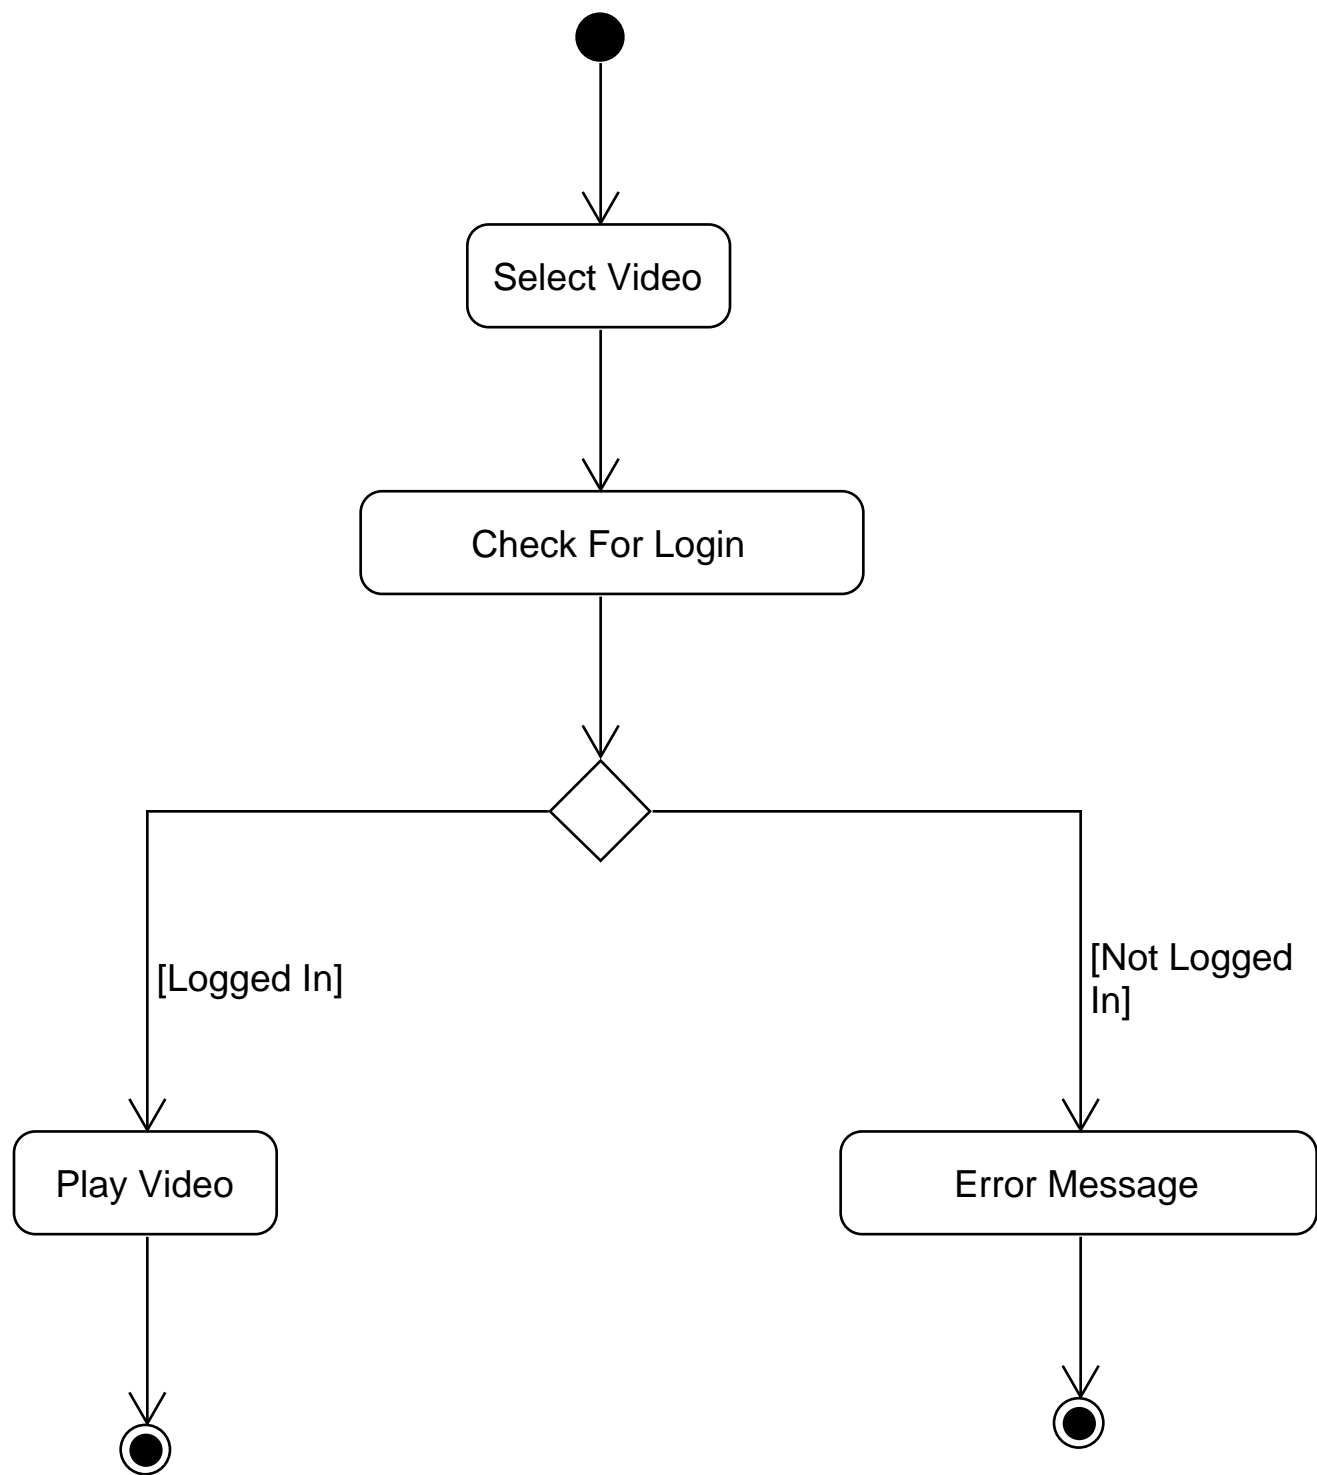 Select Video
Check For Login
[Logged In]
[Not Logged
In]
Play Video
Error Message